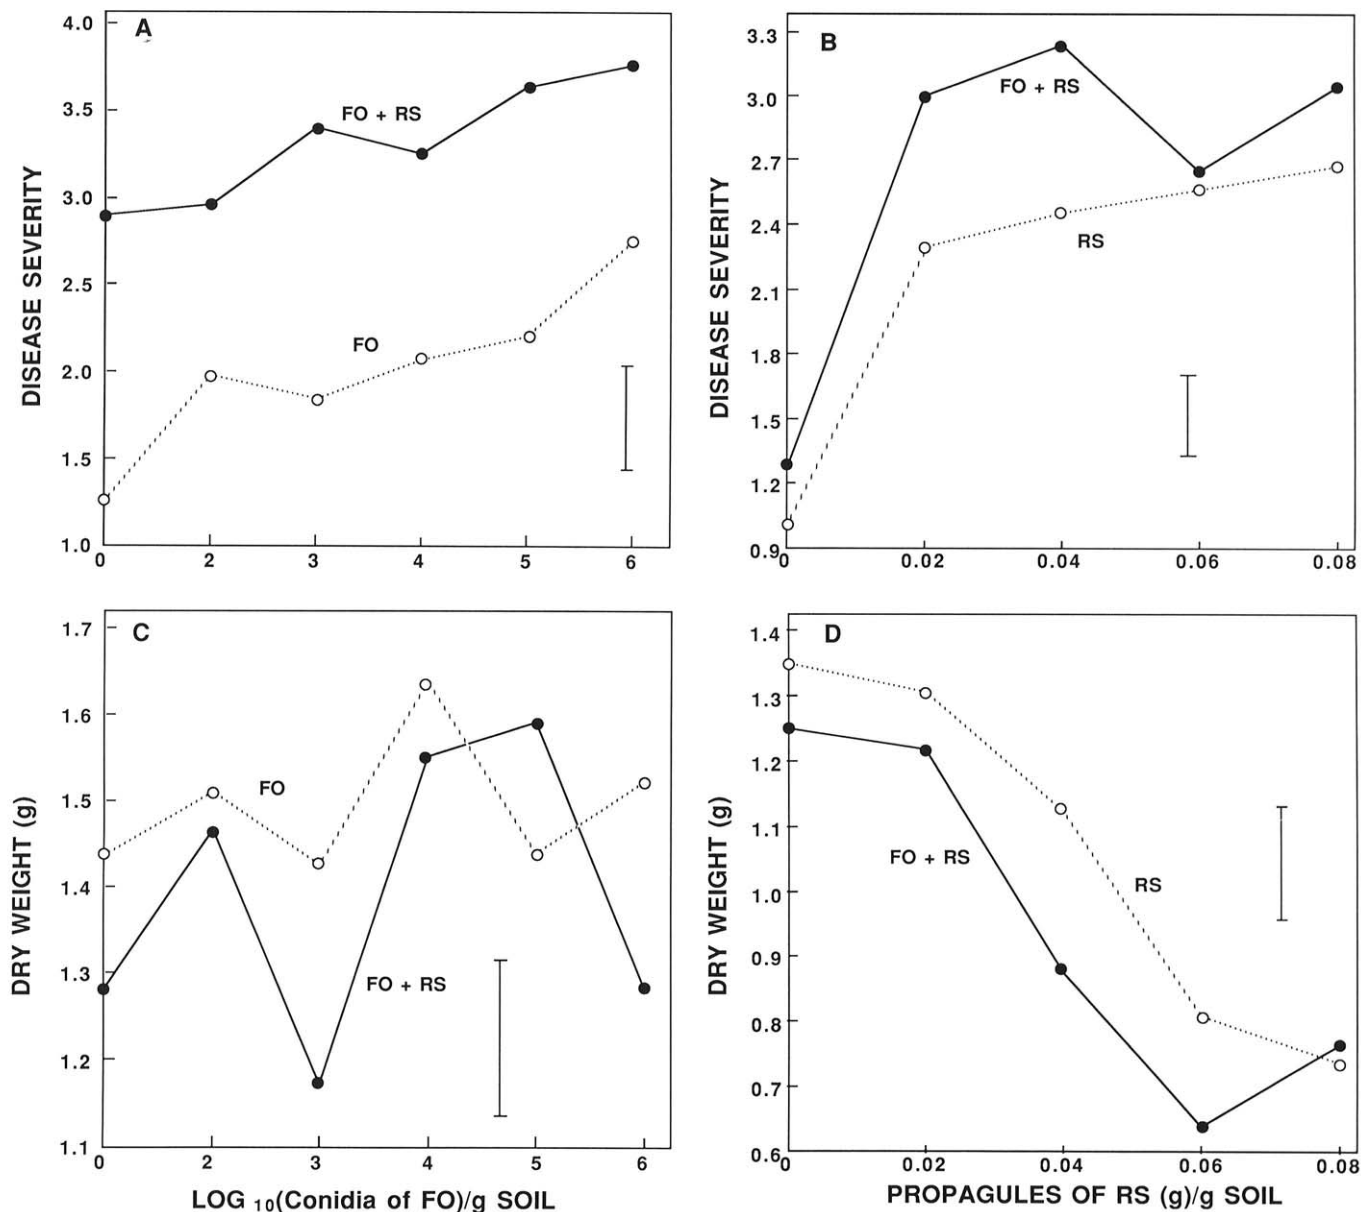 A
DISEASE SEVERITY
4.0
3.5
3.0
2.5
2.0
1.5
1.0
FO + RS
FO
0 2 3 4 5 6
B
DISEASE SEVERITY
3.3
3.0
2.7
2.4
2.1
1.8
1.5
1.2
0.9
FO + RS
RS
0 0.02 0.04 0.06 0.08
C
DRY WEIGHT (g)
1.7
1.6
1.5
1.4
1.3
1.2
1.1
FO
FO + RS
0 2 3 4 5 6
LOG 10(Conidia of FO)/g SOIL
D
DRY WEIGHT (g)
1.4
1.3
1.2
1.1
1.0
0.9
0.8
0.7
0.6
FO + RS
RS
0 0.02 0.04 0.06 0.08
PROPAGULES OF RS (g)/g SOIL